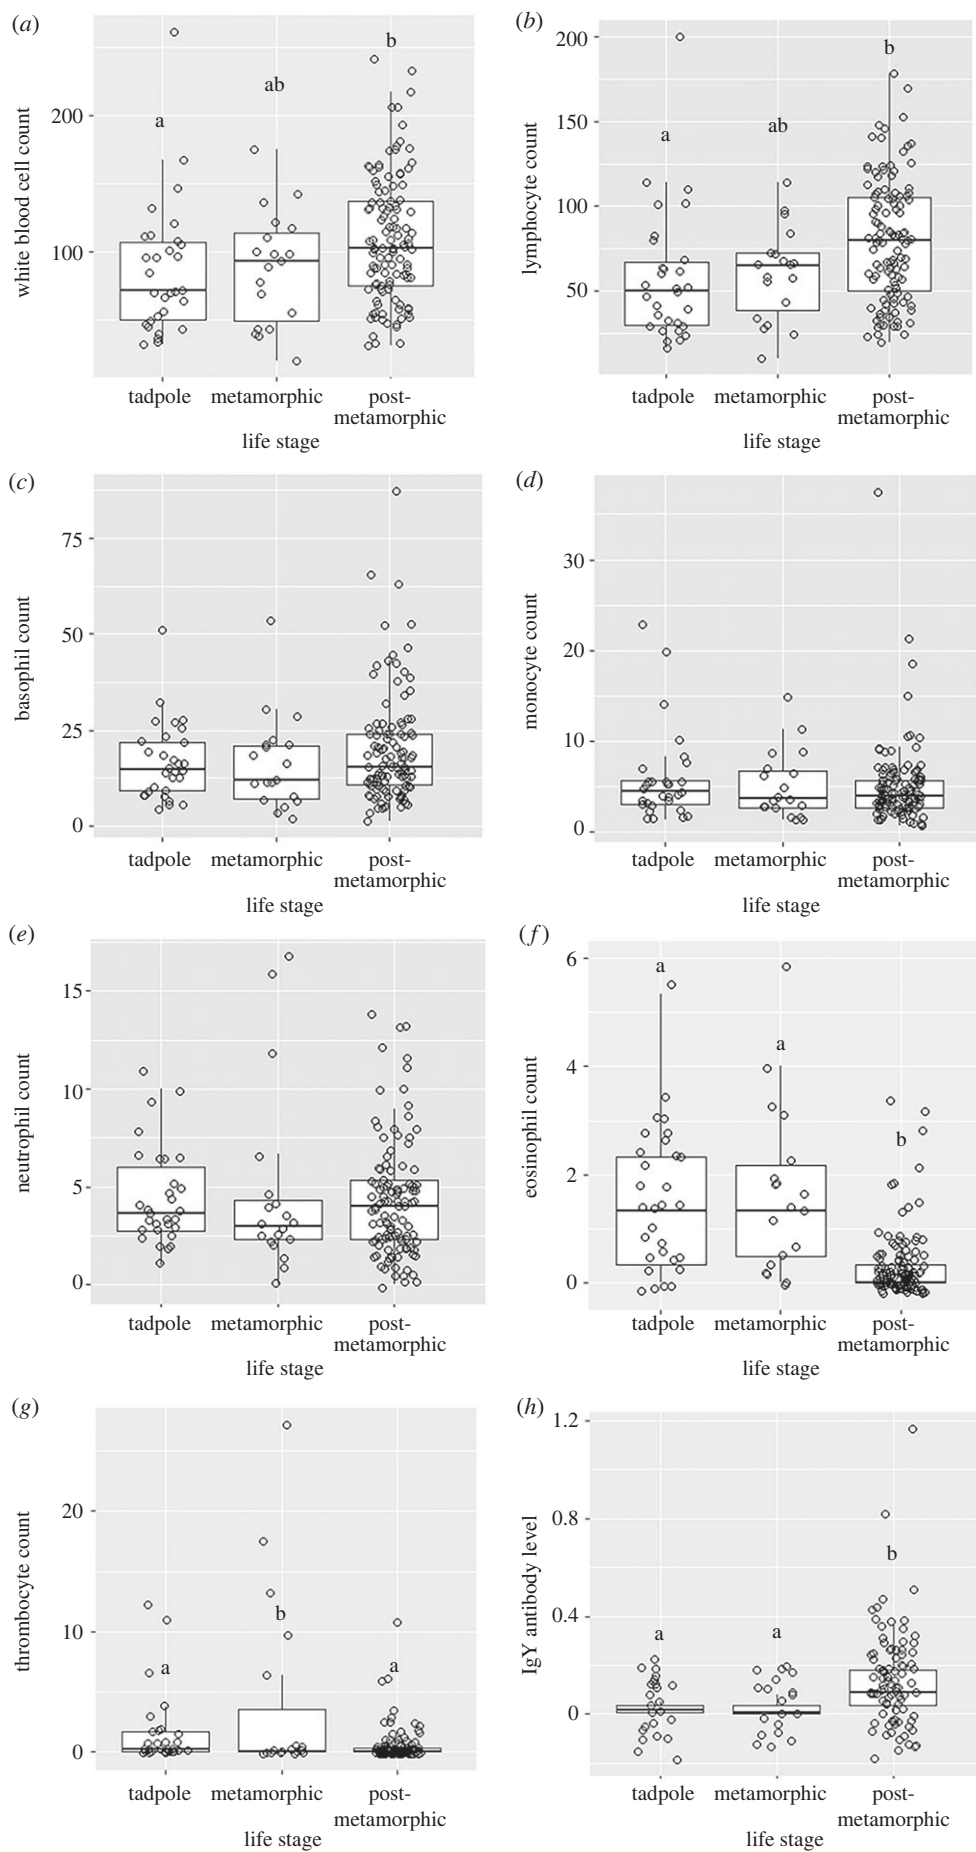 (a)
white blood cell count
200
100
a
ab
b
tadpole
metamorphic
post-
metamorphic
life stage
(b)
lymphocyte count
200
150
100
50
a
ab
b
tadpole
metamorphic
post-
metamorphic
life stage
(c)
basophil count
75
50
25
0
tadpole
metamorphic
post-
metamorphic
life stage
(d)
monocyte count
30
20
10
0
tadpole
metamorphic
post-
metamorphic
life stage
(e)
neutrophil count
15
10
5
0
tadpole
metamorphic
post-
metamorphic
life stage
(f)
eosinophil count
6
4
2
0
a
a
b
tadpole
metamorphic
post-
metamorphic
life stage
(g)
thrombocyte count
20
10
0
a
b
a
tadpole
metamorphic
post-
metamorphic
life stage
(h)
IgY antibody level
1.2
0.8
0.4
0
a
a
b
tadpole
metamorphic
post-
metamorphic
life stage